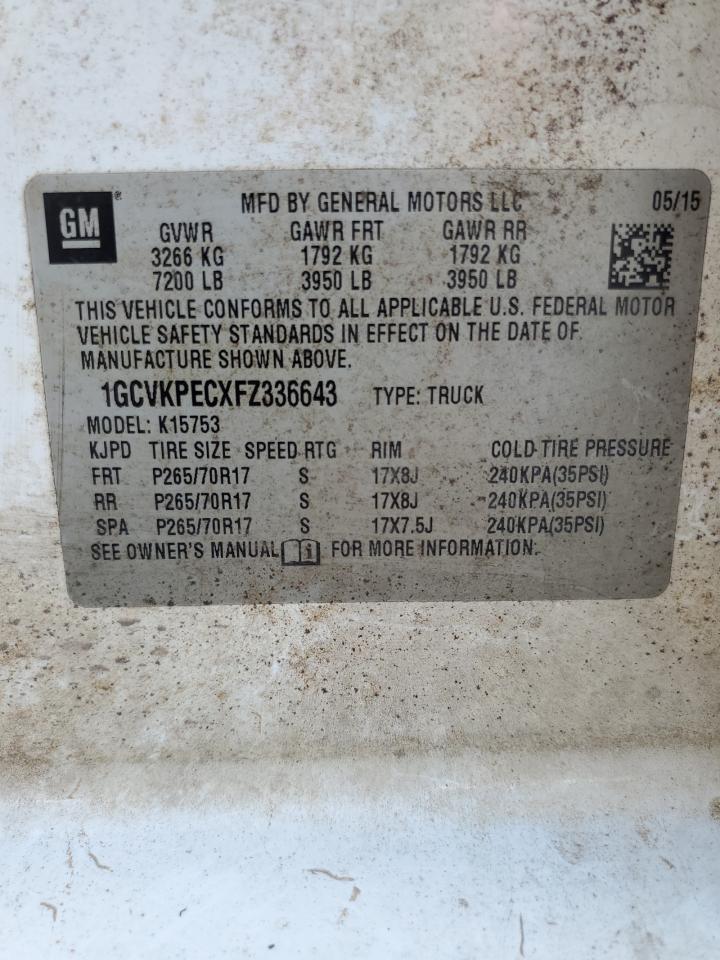 GM® MFD BY GENERAL MOTORS LLC 05/15
GVWR GAWR FRT GAWR RR
3266 KG 1792 KG 1792 KG
7200 LB 3950 LB 3950 LB
THIS VEHICLE CONFORMS TO ALL APPLICABLE U.S. FEDERAL MOTOR
VEHICLE SAFETY STANDARDS IN EFFECT ON THE DATE OF
MANUFACTURE SHOWN ABOVE.
1GCVKPECXFZ336643 TYPE: TRUCK
MODEL: K15753
KJPD TIRE SIZE SPEED RTG RIM COLD TIRE PRESSURE
FRT P265/70R17 S 17X8J 240KPA(35PSI)
RR P265/70R17 S 17X8J 240KPA(35PSI)
SPA P265/70R17 S 17X7.5J 240KPA(35PSI)
SEE OWNER'S MANUAL i FOR MORE INFORMATION.